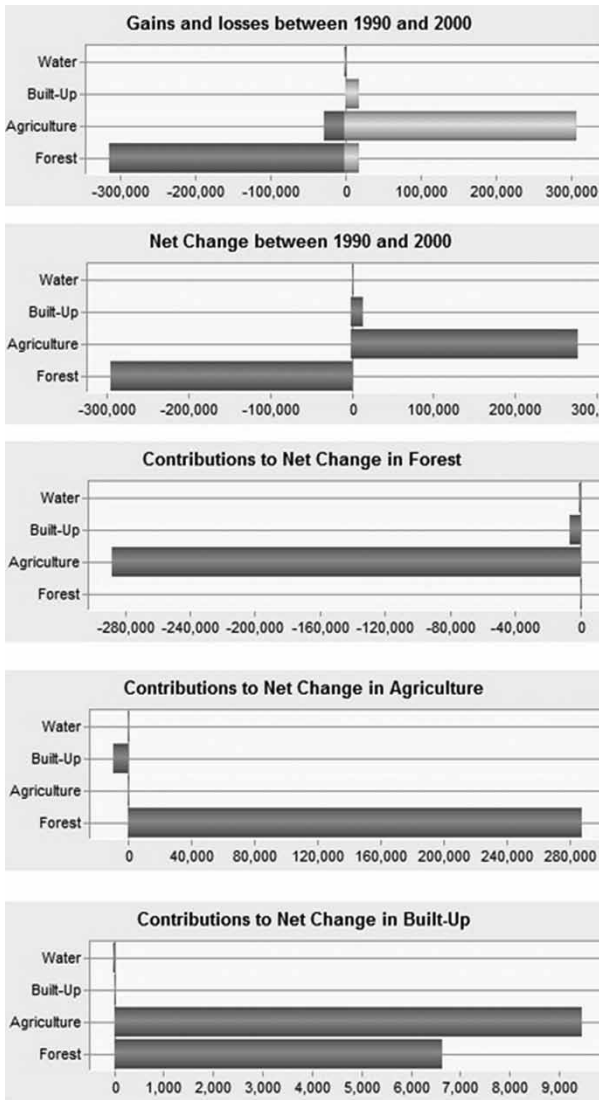 Gains and losses between 1990 and 2000
Water
Built-Up
Agriculture
Forest
-300,000 -200,000 -100,000 0 100,000 200,000 300,000
Net Change between 1990 and 2000
Water
Built-Up
Agriculture
Forest
-300,000 -200,000 -100,000 0 100,000 200,000 300,
Contributions to Net Change in Forest
Water
Built-Up
Agriculture
Forest
-280,000 -240,000 -200,000 -160,000 -120,000 -80,000 -40,000 0
Contributions to Net Change in Agriculture
Water
Built-Up
Agriculture
Forest
0 40,000 80,000 120,000 160,000 200,000 240,000 280,000
Contributions to Net Change in Built-Up
Water
Built-Up
Agriculture
Forest
0 1,000 2,000 3,000 4,000 5,000 6,000 7,000 8,000 9,000